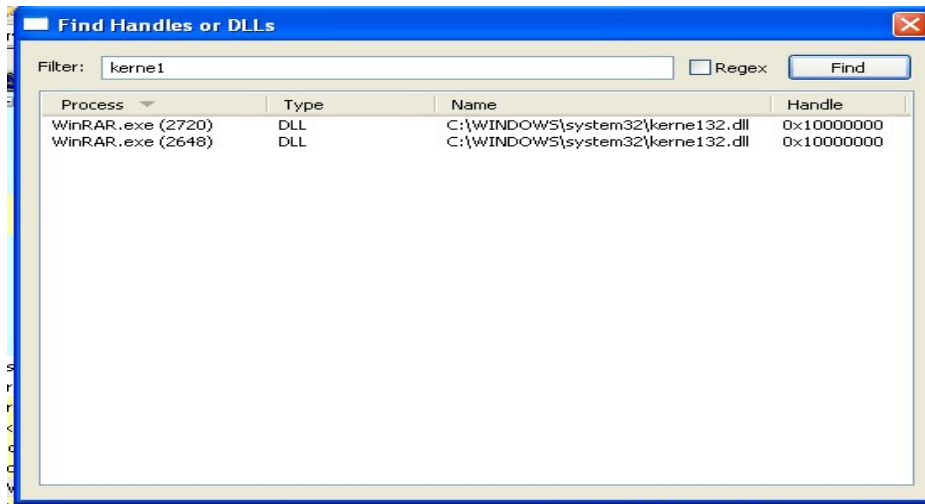 Find Handles or DLLs
Filter: kerne1 Regex Find
Process Type Name Handle
WinRAR.exe (2720) DLL C:\WINDOWS\system32\kerne132.dll 0x10000000
WinRAR.exe (2648) DLL C:\WINDOWS\system32\kerne132.dll 0x10000000